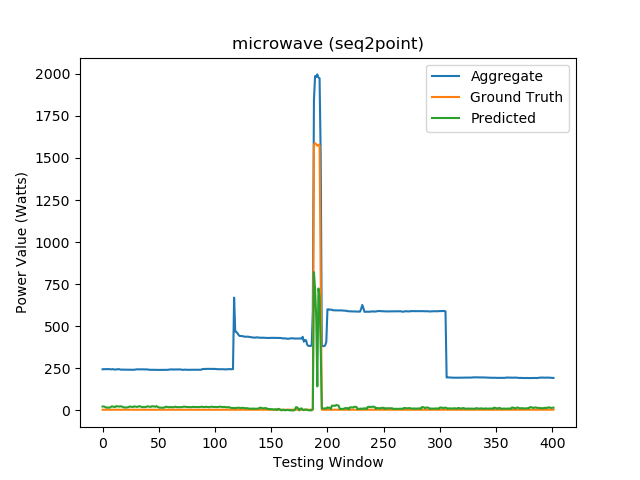 microwave (seq2point)
Aggregate
Ground Truth
Predicted
Power Value (Watts)
2000
1750
1500
1250
1000
750
500
250
0
0 50 100 150 200 250 300 350 400
Testing Window